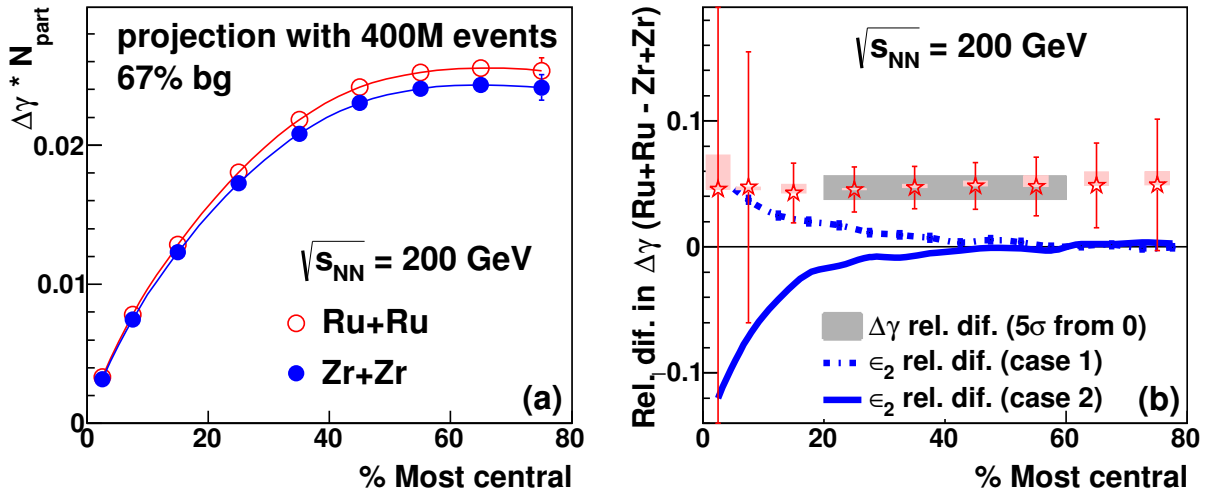 Δγ * N_part
projection with 400M events
67% bg
0.02
0.01
0
√s_NN = 200 GeV
Ru+Ru
Zr+Zr
(a)
0 20 40 60 80
% Most central
Rel. dif. in Δγ (Ru+Ru - Zr+Zr)
√s_NN = 200 GeV
0.1
0
−0.1
Δγ rel. dif. (5σ from 0)
ϵ₂ rel. dif. (case 1)
ϵ₂ rel. dif. (case 2)
(b)
0 20 40 60 80
% Most central